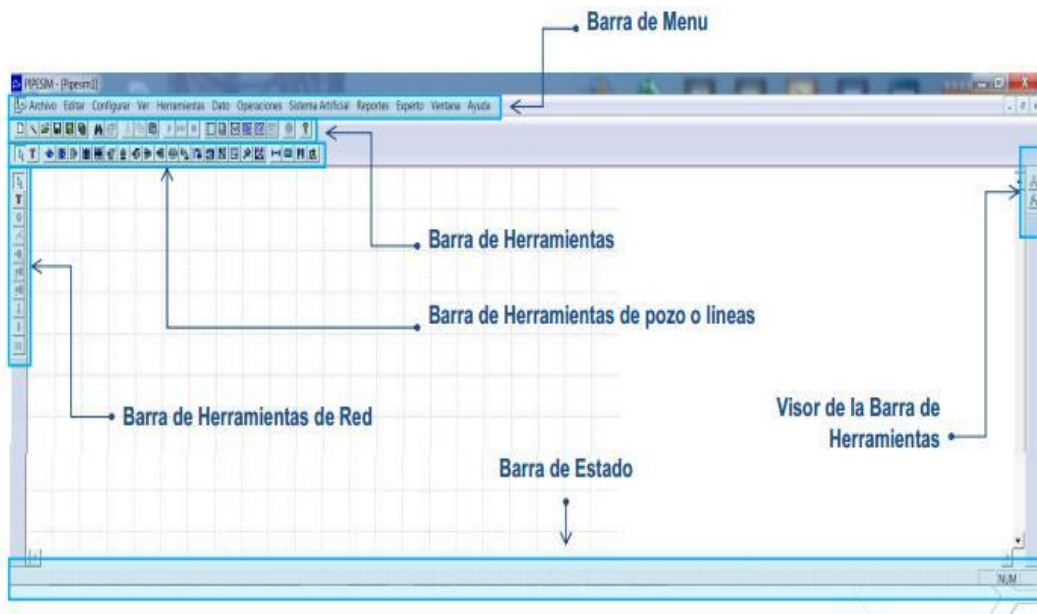 Barra de Menu
PIPESIM - [Pipesim1]
Archivo Editar Configurar Ver Herramientas Dato Operaciones Sistema Artificial Reportes Experto Ventana Ayuda
Barra de Herramientas
Barra de Herramientas de pozo o lineas
Barra de Herramientas de Red
Visor de la Barra de
Herramientas
Barra de Estado
NUM